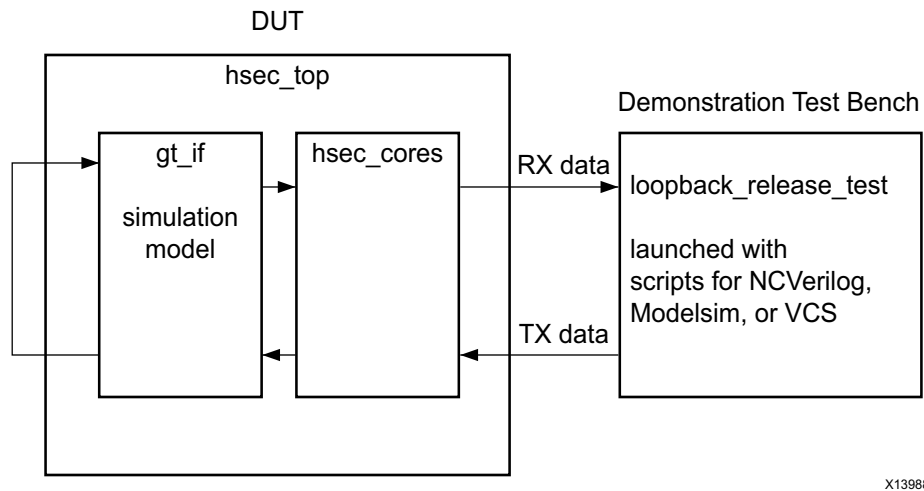 DUT
hsec_top
Demonstration Test Bench
gt_if
simulation
model
hsec_cores
RX data
TX data
loopback_release_test
launched with
scripts for NCVerilog,
Modelsim, or VCS